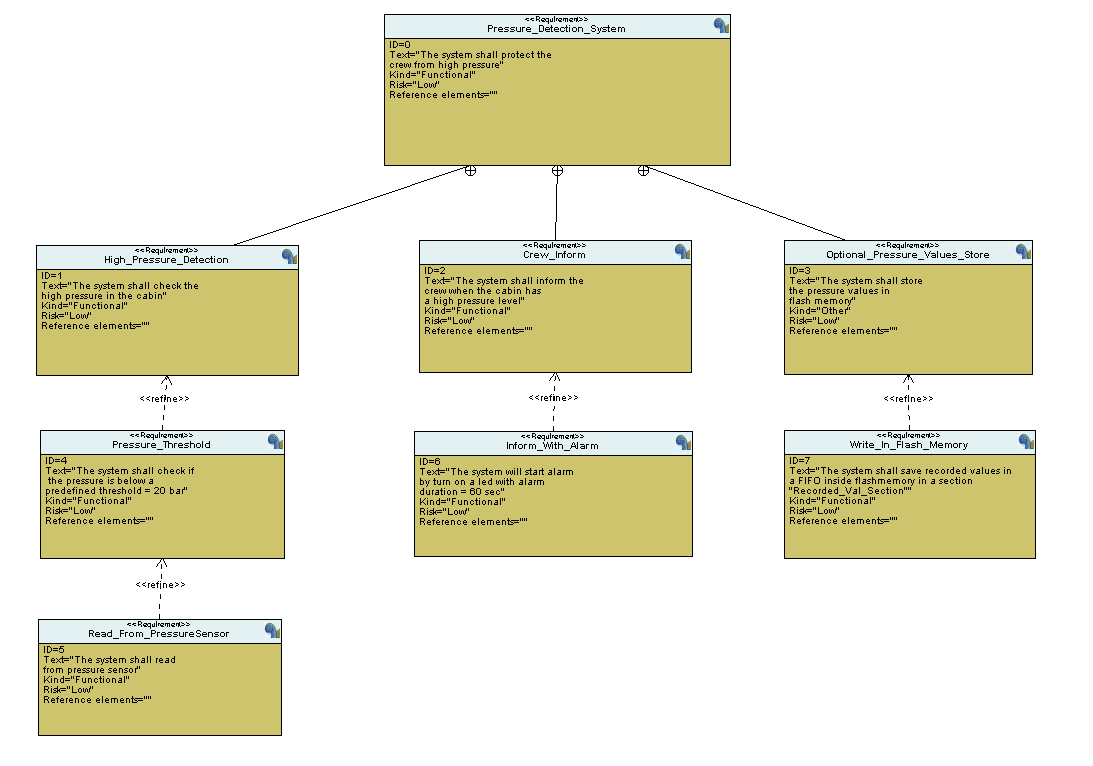 <<Requirement>>
Pressure_Detection_System
ID=0
Text="The system shall protect the
crew from high pressure"
Kind="Functional"
Risk="Low"
Reference elements=""
<<Requirement>>
High_Pressure_Detection
ID=1
Text="The system shall check the
high pressure in the cabin"
Kind="Functional"
Risk="Low"
Reference elements=""
<<Requirement>>
Crew_Inform
ID=2
Text="The system shall inform the
crew when the cabin has
a high pressure level"
Kind="Functional"
Risk="Low"
Reference elements=""
<<Requirement>>
Optional_Pressure_Values_Store
ID=3
Text="The system shall store
the pressure values in
flash memory"
Kind="Other"
Risk="Low"
Reference elements=""
<<refine>>
<<refine>>
<<refine>>
<<Requirement>>
Pressure_Threshold
ID=4
Text="The system shall check if
the pressure is below a
predefined threshold = 20 bar"
Kind="Functional"
Risk="Low"
Reference elements=""
<<Requirement>>
Inform_With_Alarm
ID=6
Text="The system will start alarm
by turn on a led with alarm
duration = 60 sec"
Kind="Functional"
Risk="Low"
Reference elements=""
<<Requirement>>
Write_In_Flash_Memory
ID=7
Text="The system shall save recorded values in
a FIFO inside flashmemory in a section
"Recorded_Val_Section""
Kind="Functional"
Risk="Low"
Reference elements=""
<<refine>>
<<Requirement>>
Read_From_PressureSensor
ID=5
Text="The system shall read
from pressure sensor"
Kind="Functional"
Risk="Low"
Reference elements=""